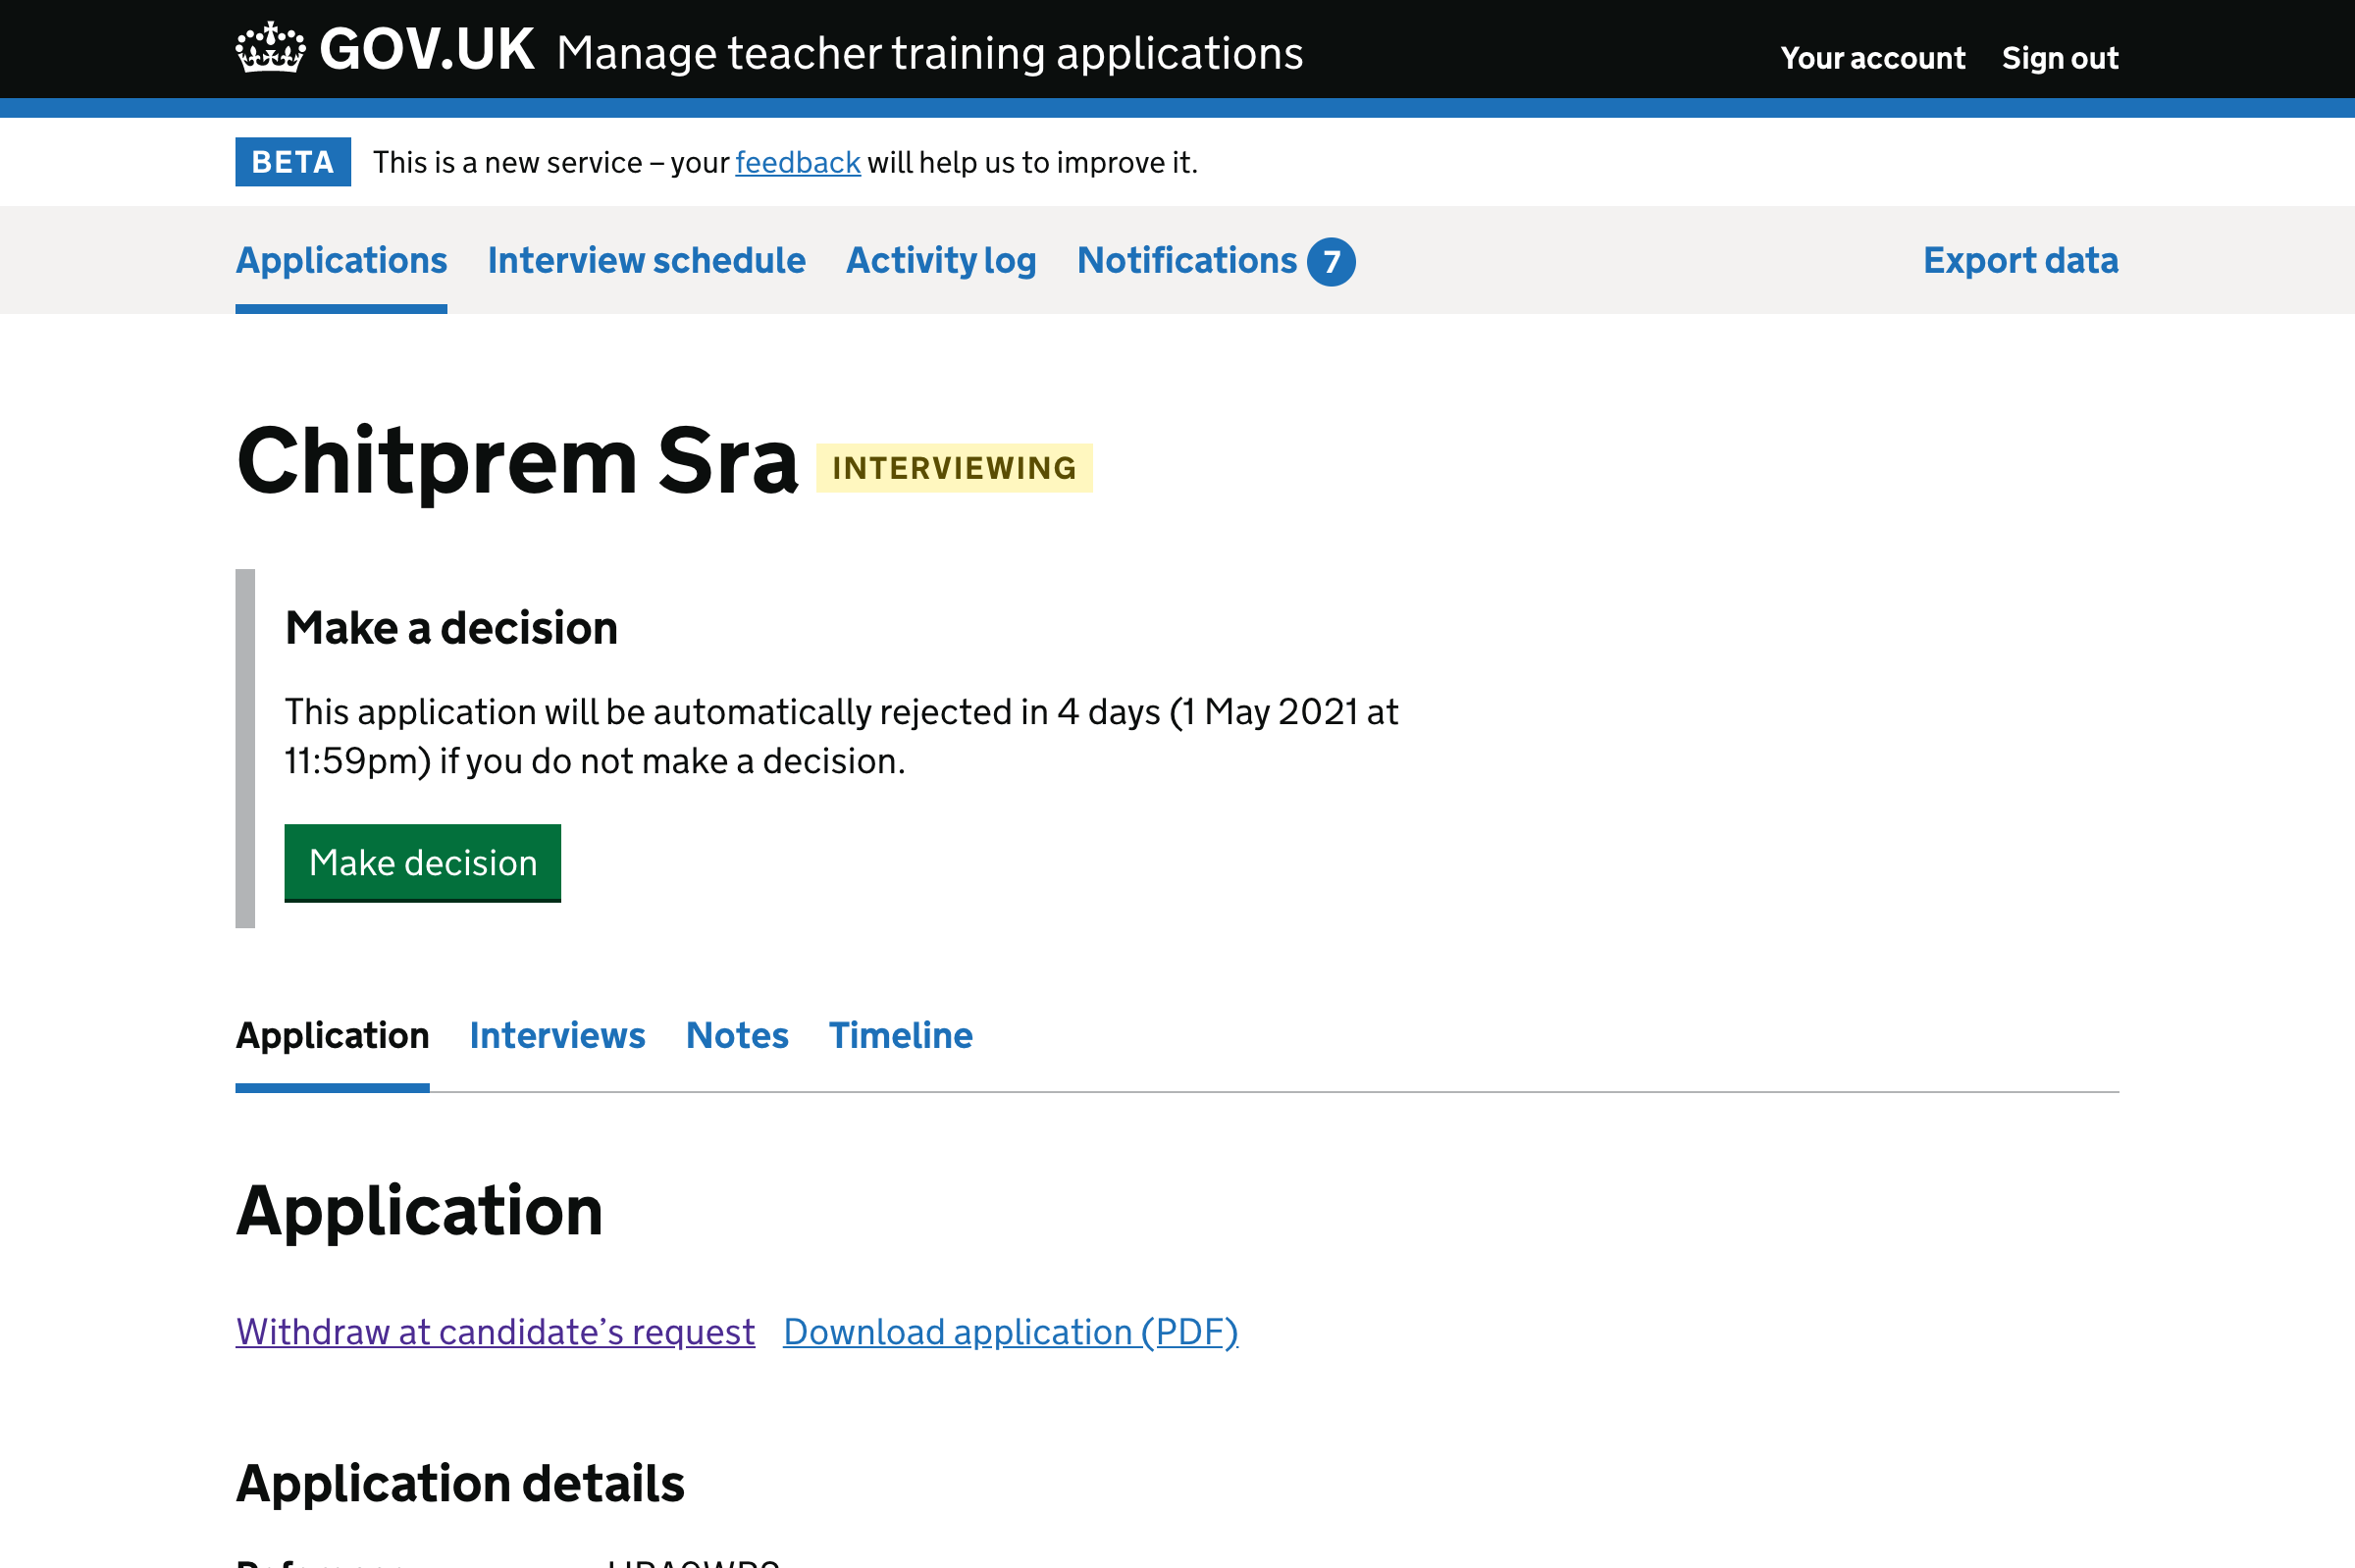 GOV.UK Manage teacher training applications
Your account Sign out
BETA This is a new service – your feedback will help us to improve it.
Applications Interview schedule Activity log Notifications 7 Export data
Chitprem Sra INTERVIEWING
Make a decision
This application will be automatically rejected in 4 days (1 May 2021 at
11:59pm) if you do not make a decision.
Make decision
Application Interviews Notes Timeline
Application
Withdraw at candidate’s request Download application (PDF)
Application details